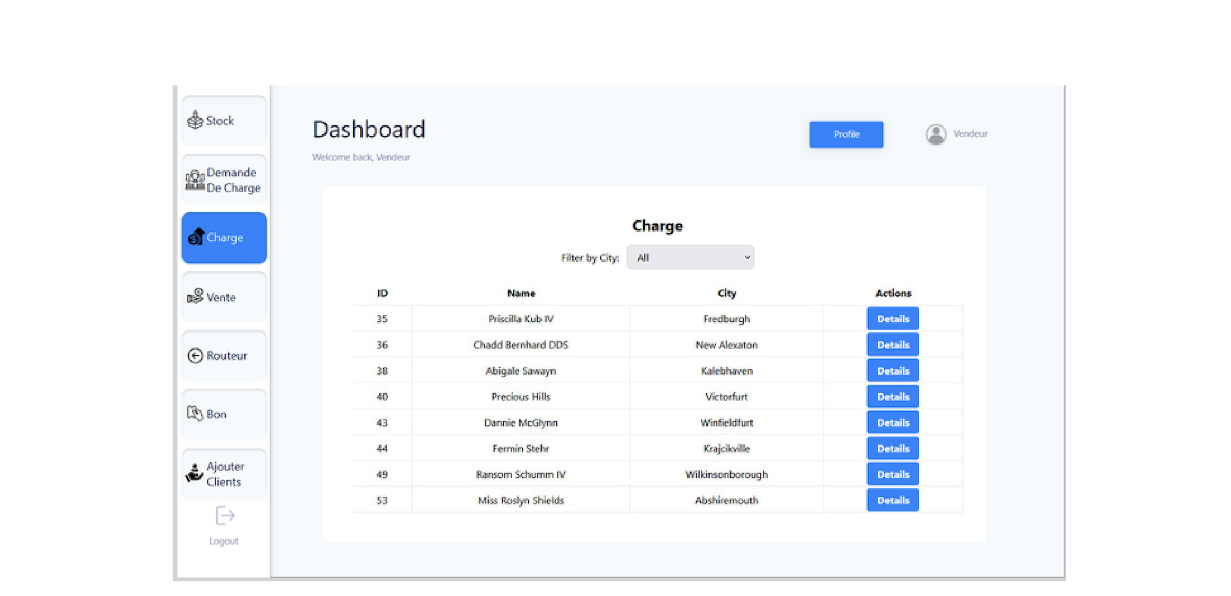 Stock
Demande
De Charge
Charge
Vente
Routeur
Bon
Ajouter
Clients
Logout
Dashboard
Welcome back, Vendeur
Profile
Vendeur
Charge
Filter by City: All
ID Name City Actions
35 Priscilla Kub IV Fredburgh Details
36 Chadd Bernhard DDS New Alexaton Details
38 Abigale Sawayn Kalebhaven Details
40 Precious Hills Victorfurt Details
43 Dannie McGlynn Winfieldfurt Details
44 Fermin Stehr Krajcikville Details
49 Ransom Schumm IV Wilkinsonborough Details
53 Miss Roslyn Shields Abshiremouth Details